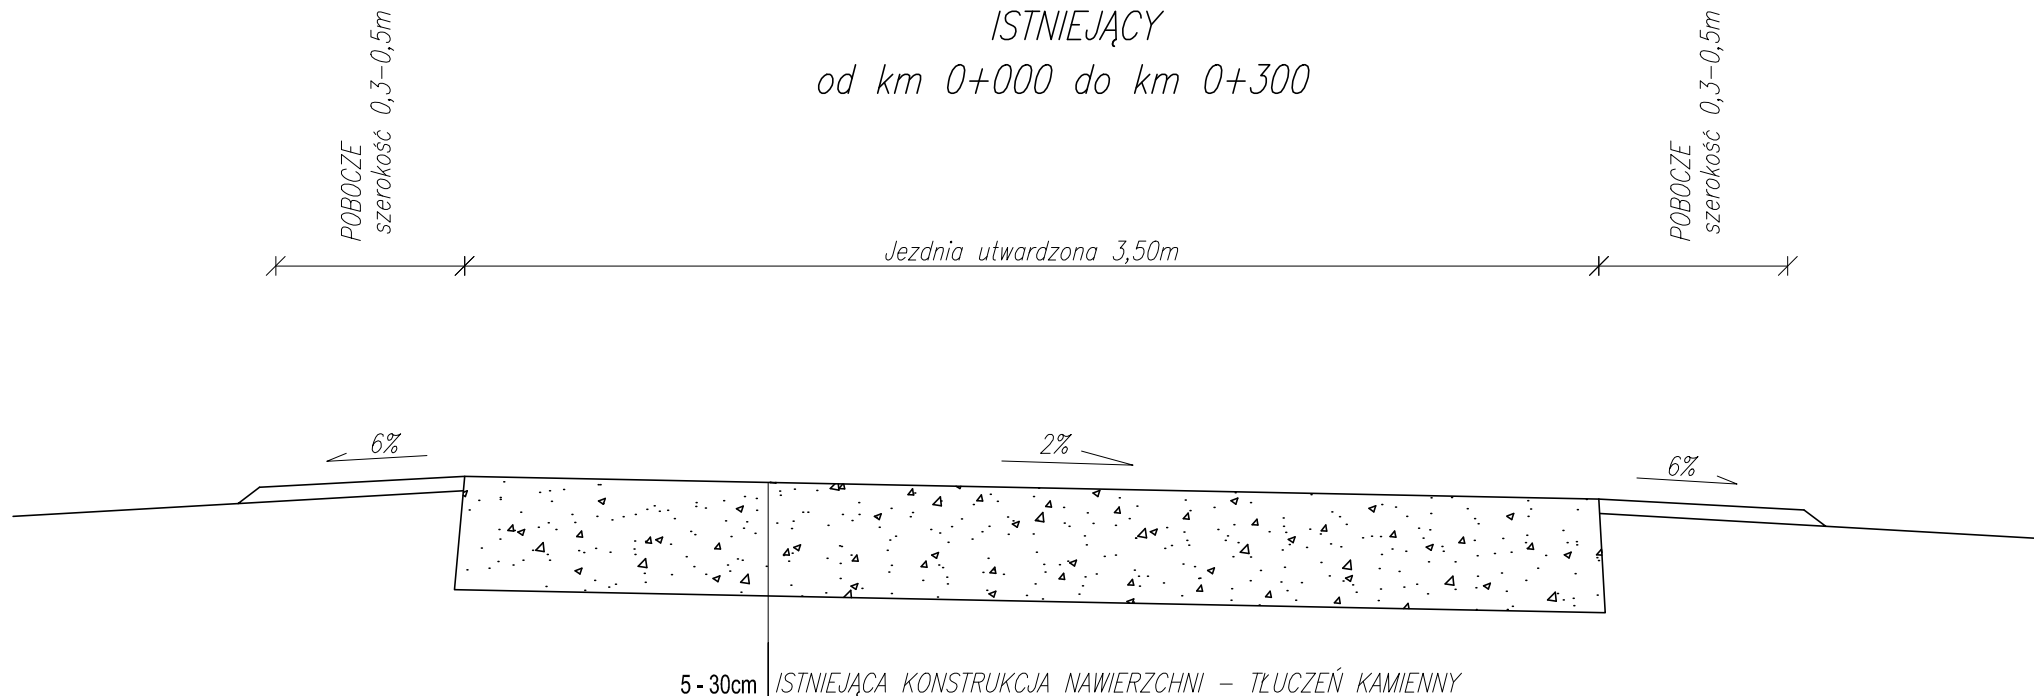 ISTNIEJĄCY
od km 0+000 do km 0+300
POBOCZE
szerokość 0,3-0,5m
POBOCZE
szerokość 0,3-0,5m
Jezdnia utwardzona 3,50m
6%
2%
6%
5 - 30cm ISTNIEJĄCA KONSTRUKCJA NAWIERZCHNI - TŁUCZEŃ KAMIENNY